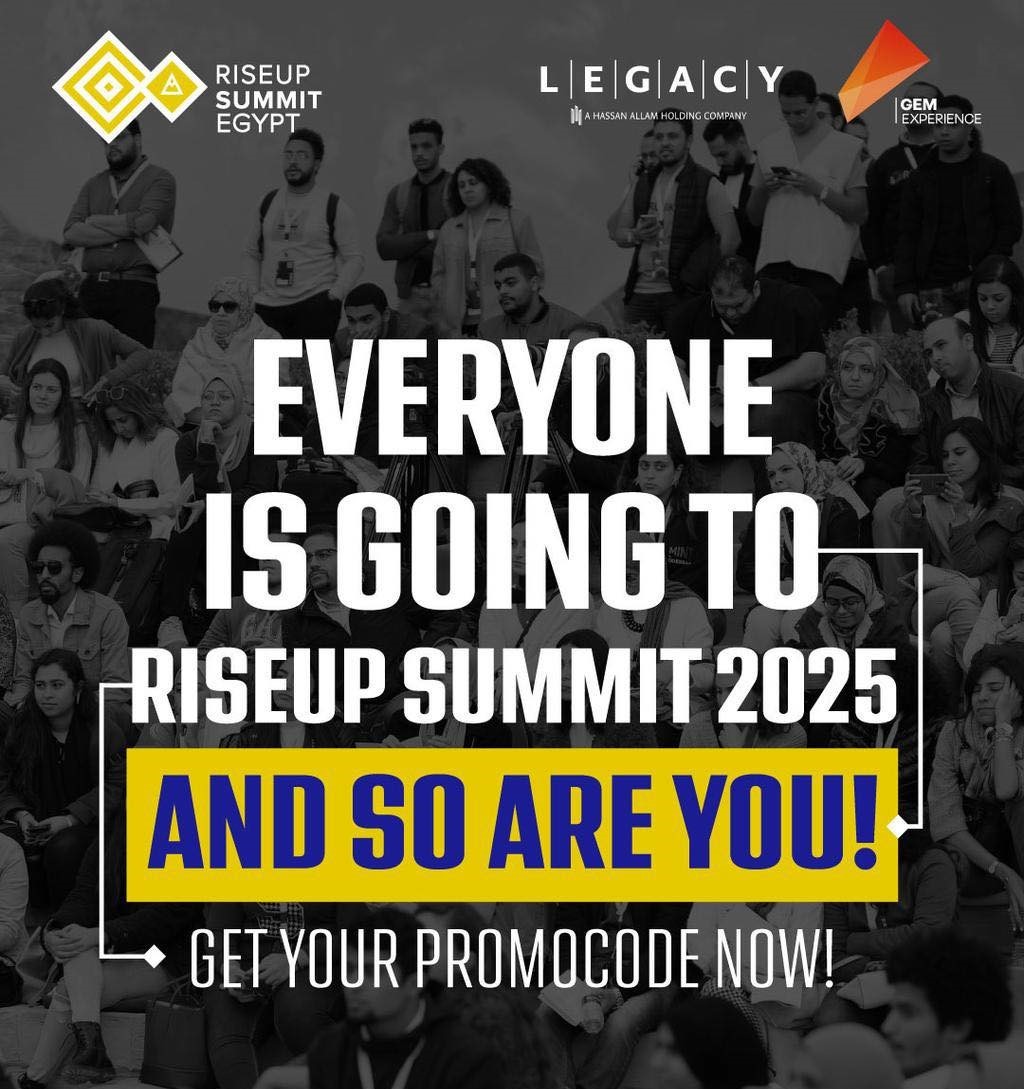 RISEUP
SUMMIT
EGYPT
L|E|G|A|C|Y
A HASSAN ALLAM HOLDING COMPANY
GEM
EXPERIENCE
EVERYONE
IS GOING TO
RISEUP SUMMIT 2025
AND SO ARE YOU!
GET YOUR PROMOCODE NOW!